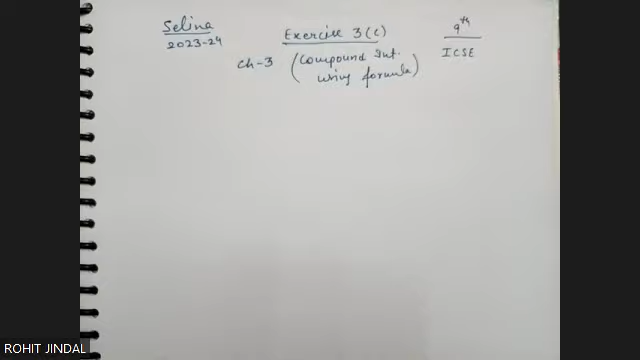 Selina
2023-24
Exercise 3(c)
9th
ICSE
Ch-3 (Compound Int.
using formula)
ROHIT JINDAL